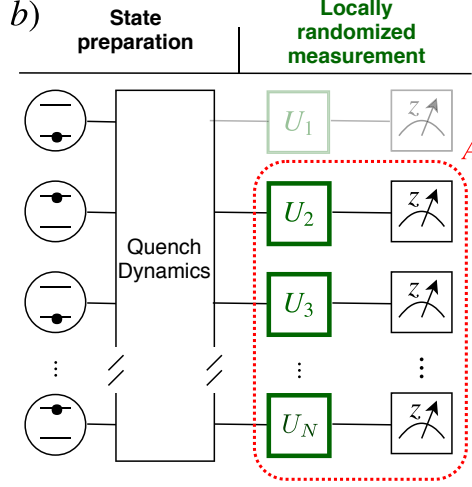 b)
State
preparation
Locally
randomized
measurement
U1
z
A
U2
z
Quench
Dynamics
U3
z
...
...
...
UN
z